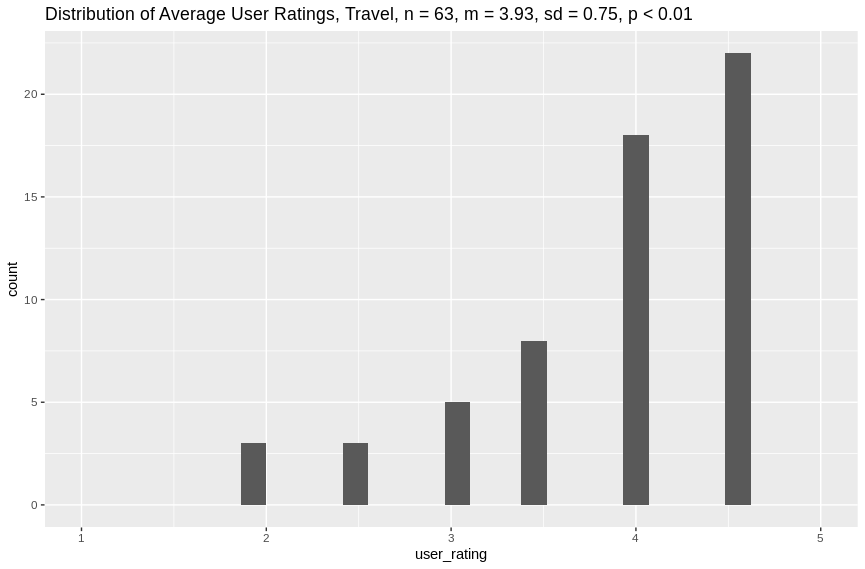 Distribution of Average User Ratings, Travel, n = 63, m = 3.93, sd = 0.75, p < 0.01
20
15
10
5
0
count
1 2 3 4 5
user_rating